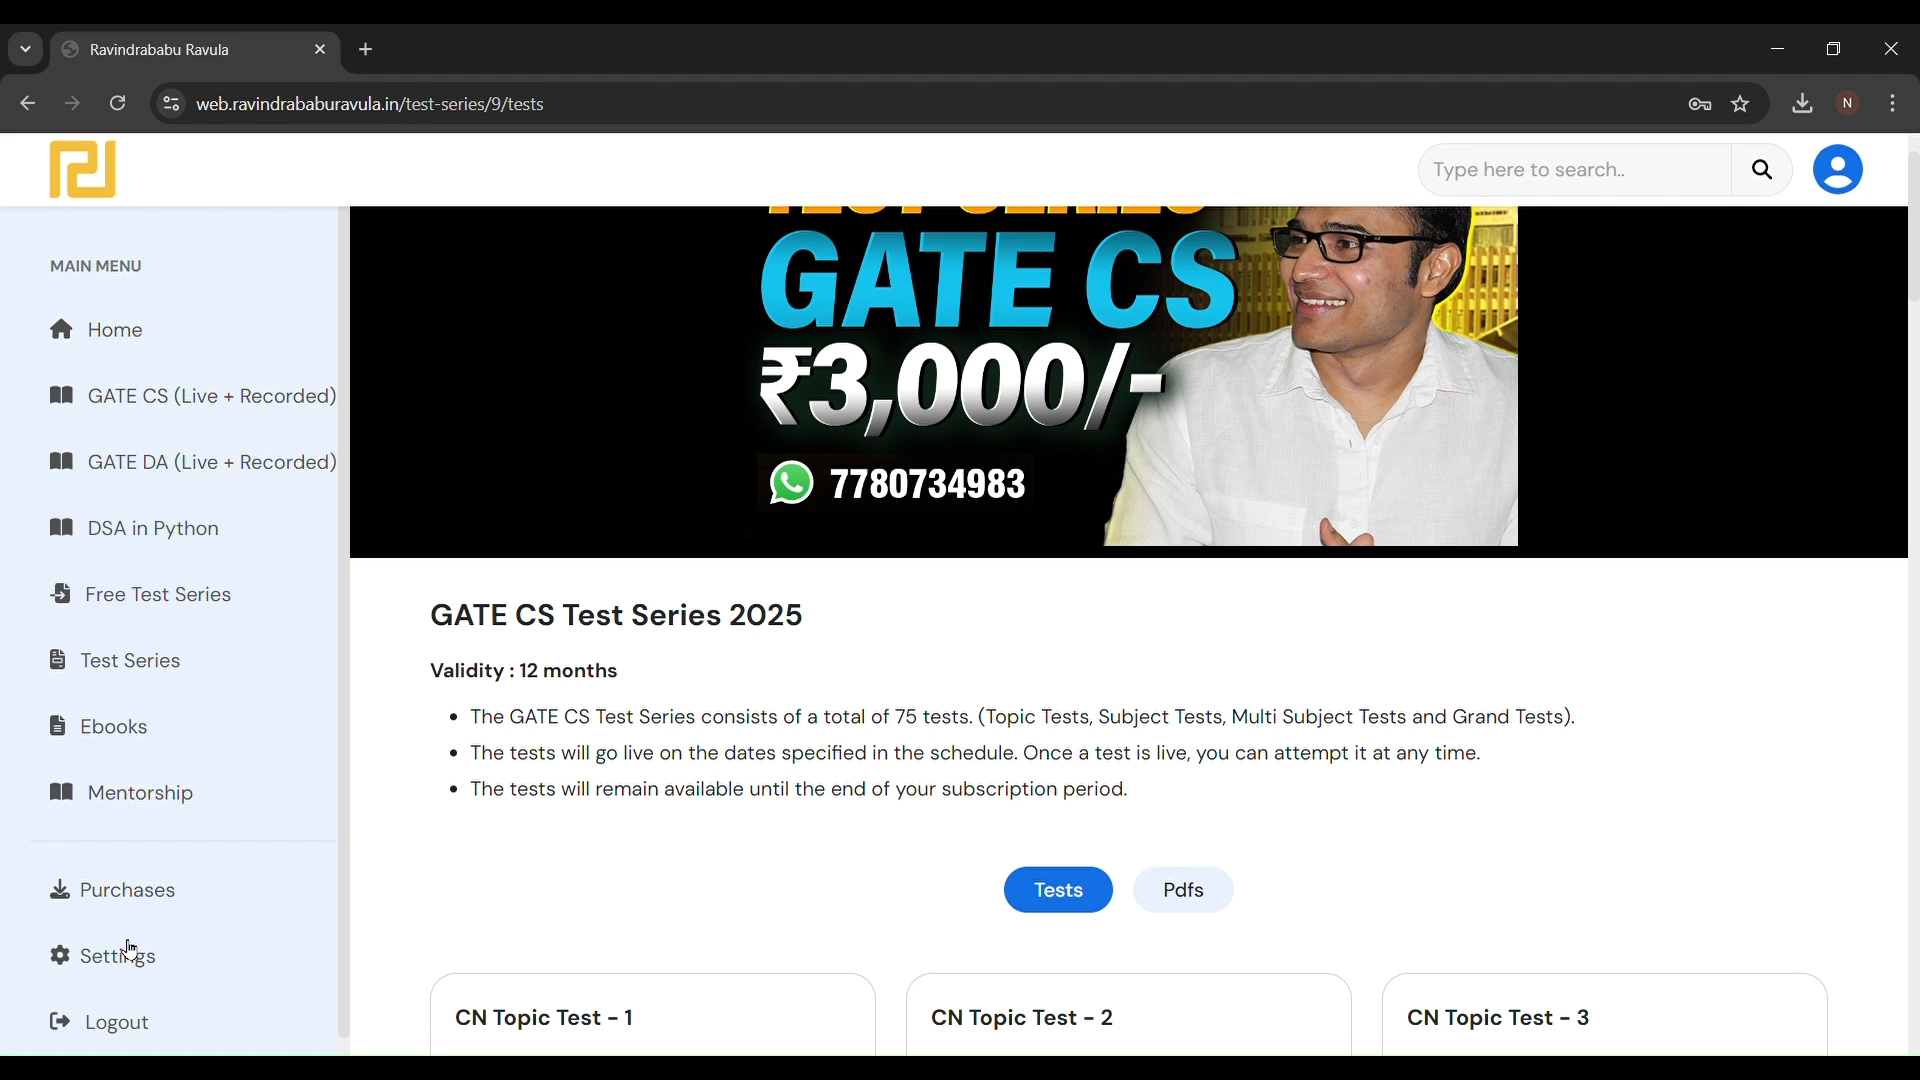 Ravindrababu Ravula
web.ravindrababuravula.in/test-series/9/tests
N
Type here to search..
MAIN MENU
Home
GATE CS (Live + Recorded)
GATE DA (Live + Recorded)
DSA in Python
Free Test Series
Test Series
Ebooks
Mentorship
Purchases
Settings
Logout
TEST SERIES
GATE CS
₹3,000/-
7780734983
GATE CS Test Series 2025
Validity : 12 months
• The GATE CS Test Series consists of a total of 75 tests. (Topic Tests, Subject Tests, Multi Subject Tests and Grand Tests).
• The tests will go live on the dates specified in the schedule. Once a test is live, you can attempt it at any time.
• The tests will remain available until the end of your subscription period.
Tests
Pdfs
CN Topic Test - 1
CN Topic Test - 2
CN Topic Test - 3